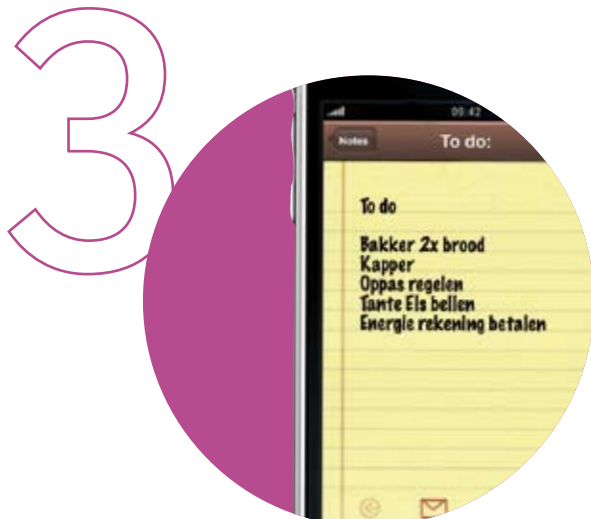 3
09:42
Notes
To do:
To do
Bakker 2x brood
Kapper
Oppas regelen
Tante Els bellen
Energie rekening betalen